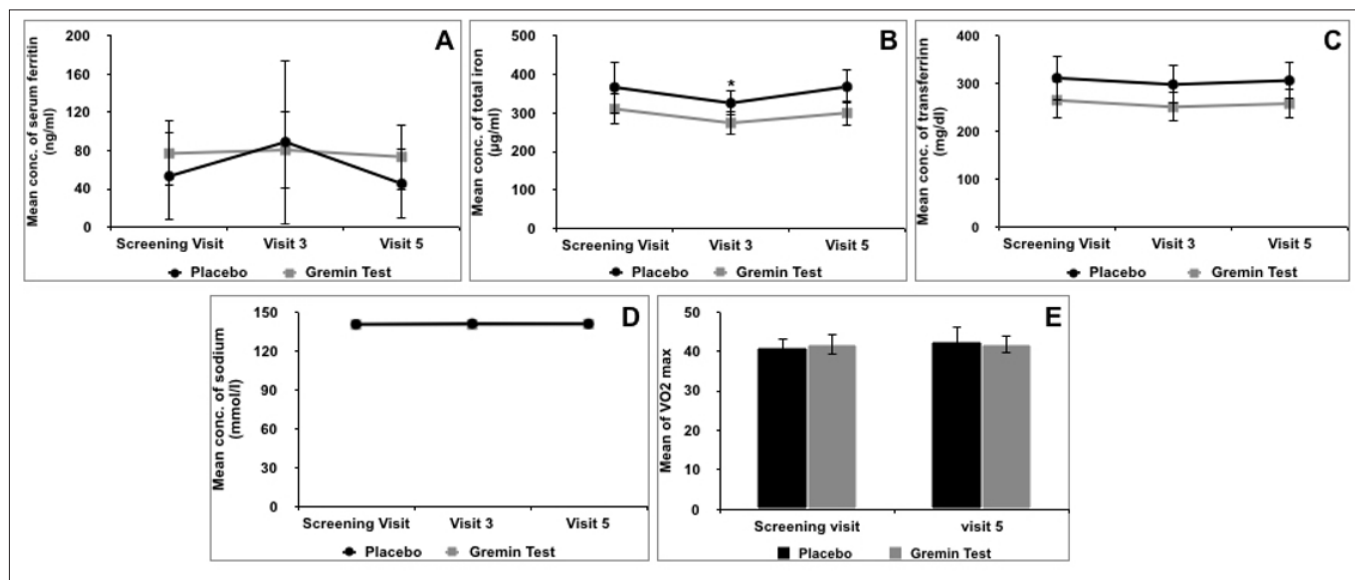 A
Mean conc. of serum ferritin
(ng/ml)
200
160
120
80
40
0
Screening Visit Visit 3 Visit 5
Placebo Gremin Test
B
Mean conc. of total iron
(µg/ml)
500
400
300
200
100
0
*
Screening Visit Visit 3 Visit 5
Placebo Gremin Test
C
Mean conc. of transferrinn
(mg/dl)
400
300
200
100
0
Screening Visit Visit 3 Visit 5
Placebo Gremin Test
D
Mean conc. of sodium
(mmol/l)
150
120
90
60
30
0
Screening Visit Visit 3 Visit 5
Placebo Gremin Test
E
Mean of VO2 max
50
40
30
20
10
0
Screening visit visit 5
Placebo Gremin Test